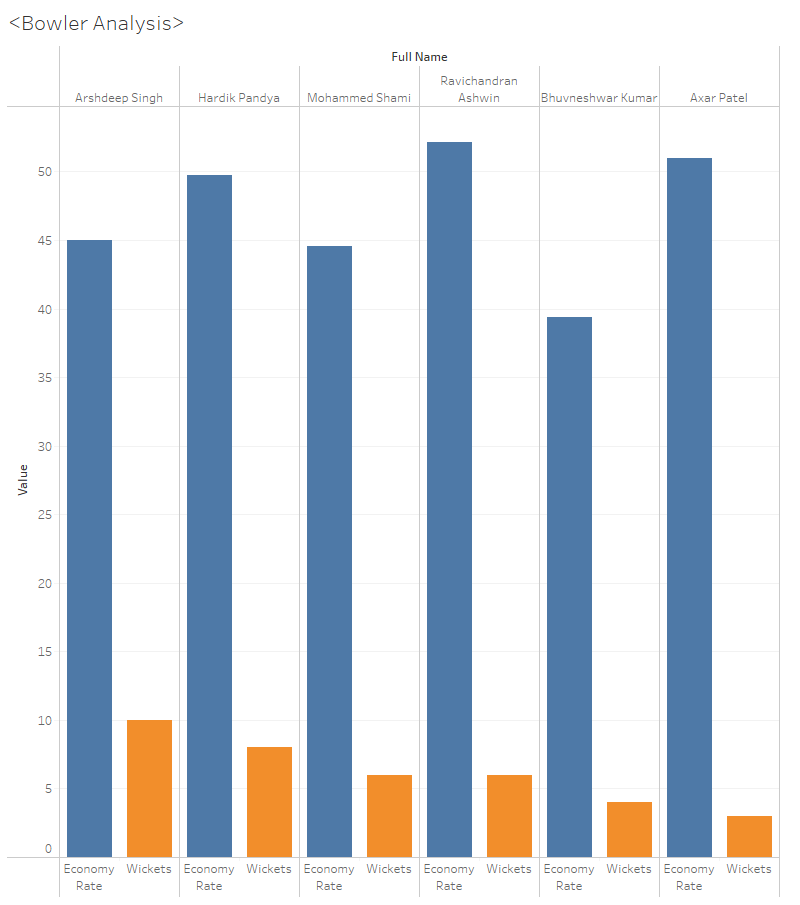 <Bowler Analysis>
Full Name
Arshdeep Singh Hardik Pandya Mohammed Shami Ravichandran Ashwin Bhuvneshwar Kumar Axar Patel
50
45
40
35
30
25
20
15
10
5
0
Value
Economy Rate Wickets Economy Rate Wickets Economy Rate Wickets Economy Rate Wickets Economy Rate Wickets Economy Rate Wickets